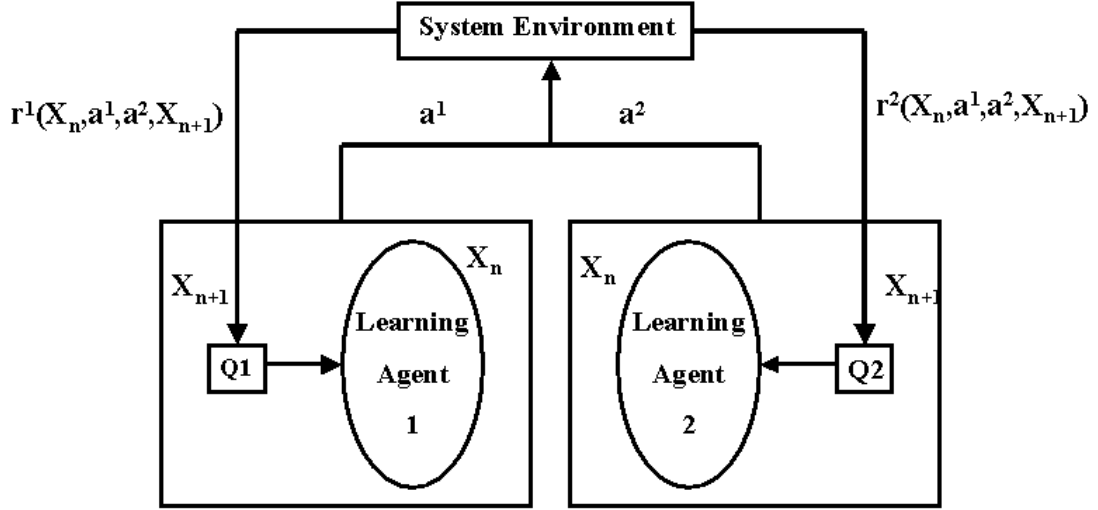 System Environment
r¹(Xₙ,a¹,a²,Xₙ₊₁)
a¹
a²
r²(Xₙ,a¹,a²,Xₙ₊₁)
Xₙ₊₁
Xₙ
Learning
Agent
1
Q1
Xₙ
Xₙ₊₁
Learning
Agent
2
Q2